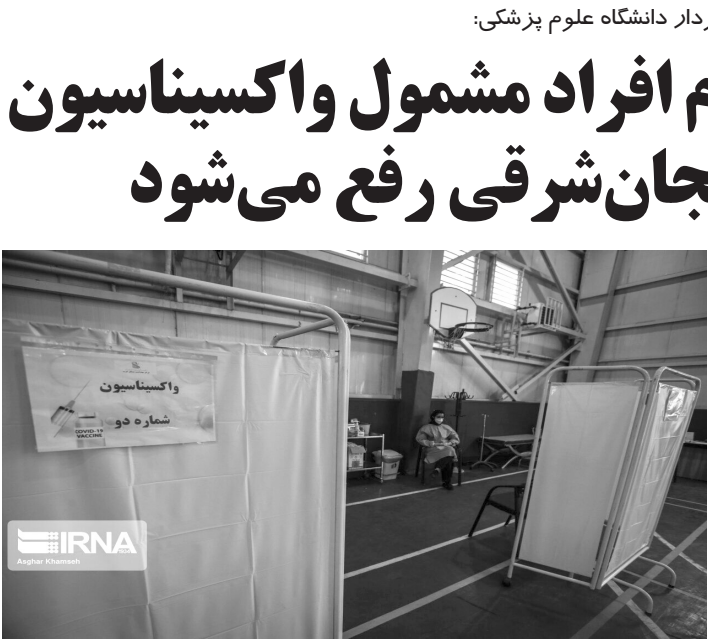 ردار دانشگاه علوم پزشکی:
م افراد مشمول واکسیناسیون
جان‌شرقی رفع می‌شود
واکسیناسیون
شماره دو
COVID-19
VACCINE
IRNA
Asghar Khamseh